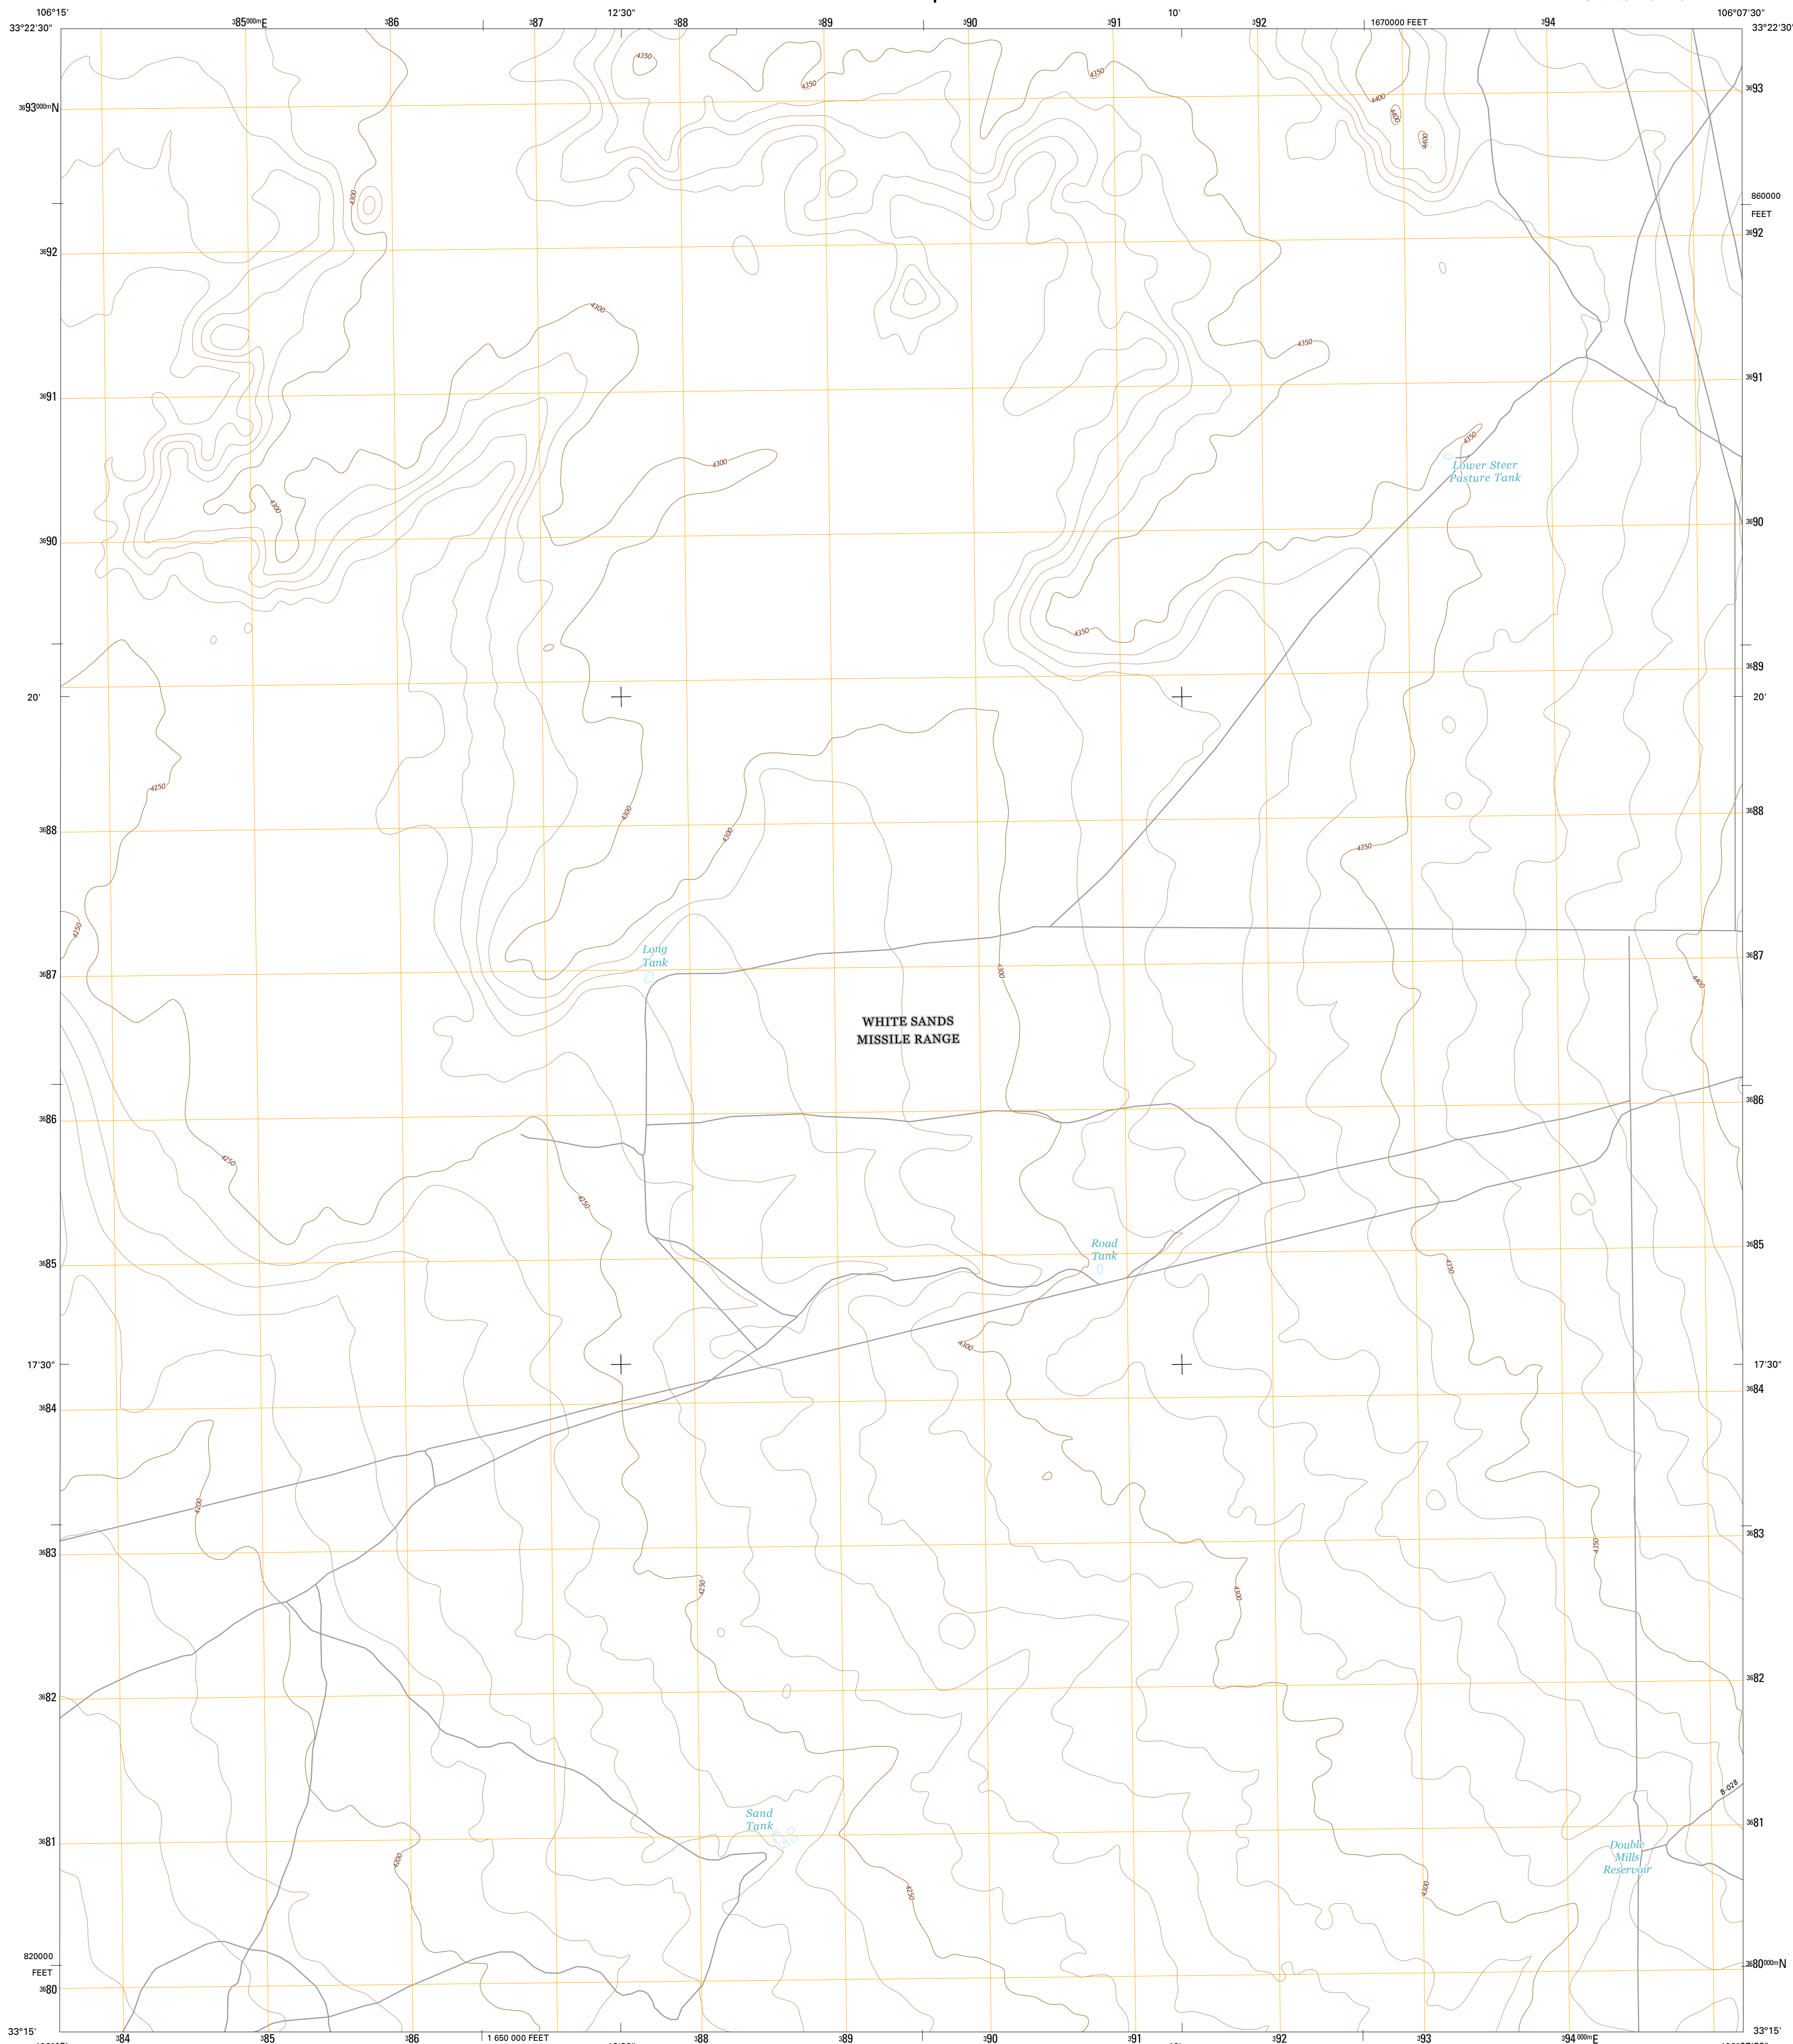 106°15' 385000mE 386 387 12'30" 388 389 390 391 10' 392 1670000 FEET 394 106°07'30"
33°22'30" 33°22'30"
4350
4350
4350
4400
3693000mN 3693
4400
4400
4300
860000
FEET
3692 3692
4300
4350
3691 3691
4350
4300
Lower Steer
Pasture Tank
4300
3690 3690
4350
3689
20' 20'
4250
4300
3688 3688
4300
4350
4250
Long
Tank
3687 3687
4300
4400
WHITE SANDS
MISSILE RANGE
3686 3686
4250
4250
Road
Tank
3685 3685
4350
4300
17'30" 17'30"
3684 3684
4200
3683 3683
4350
4250
4300
3682 3682
B-028
Sand
Tank
3681 3681
Double
Mills
Reservoir
4200
4250
4300
820000
FEET
3680 3680000mN
33°15' 33°15'
384 385 386 1 650 000 FEET 388 389 390 391 392 393 394000mE